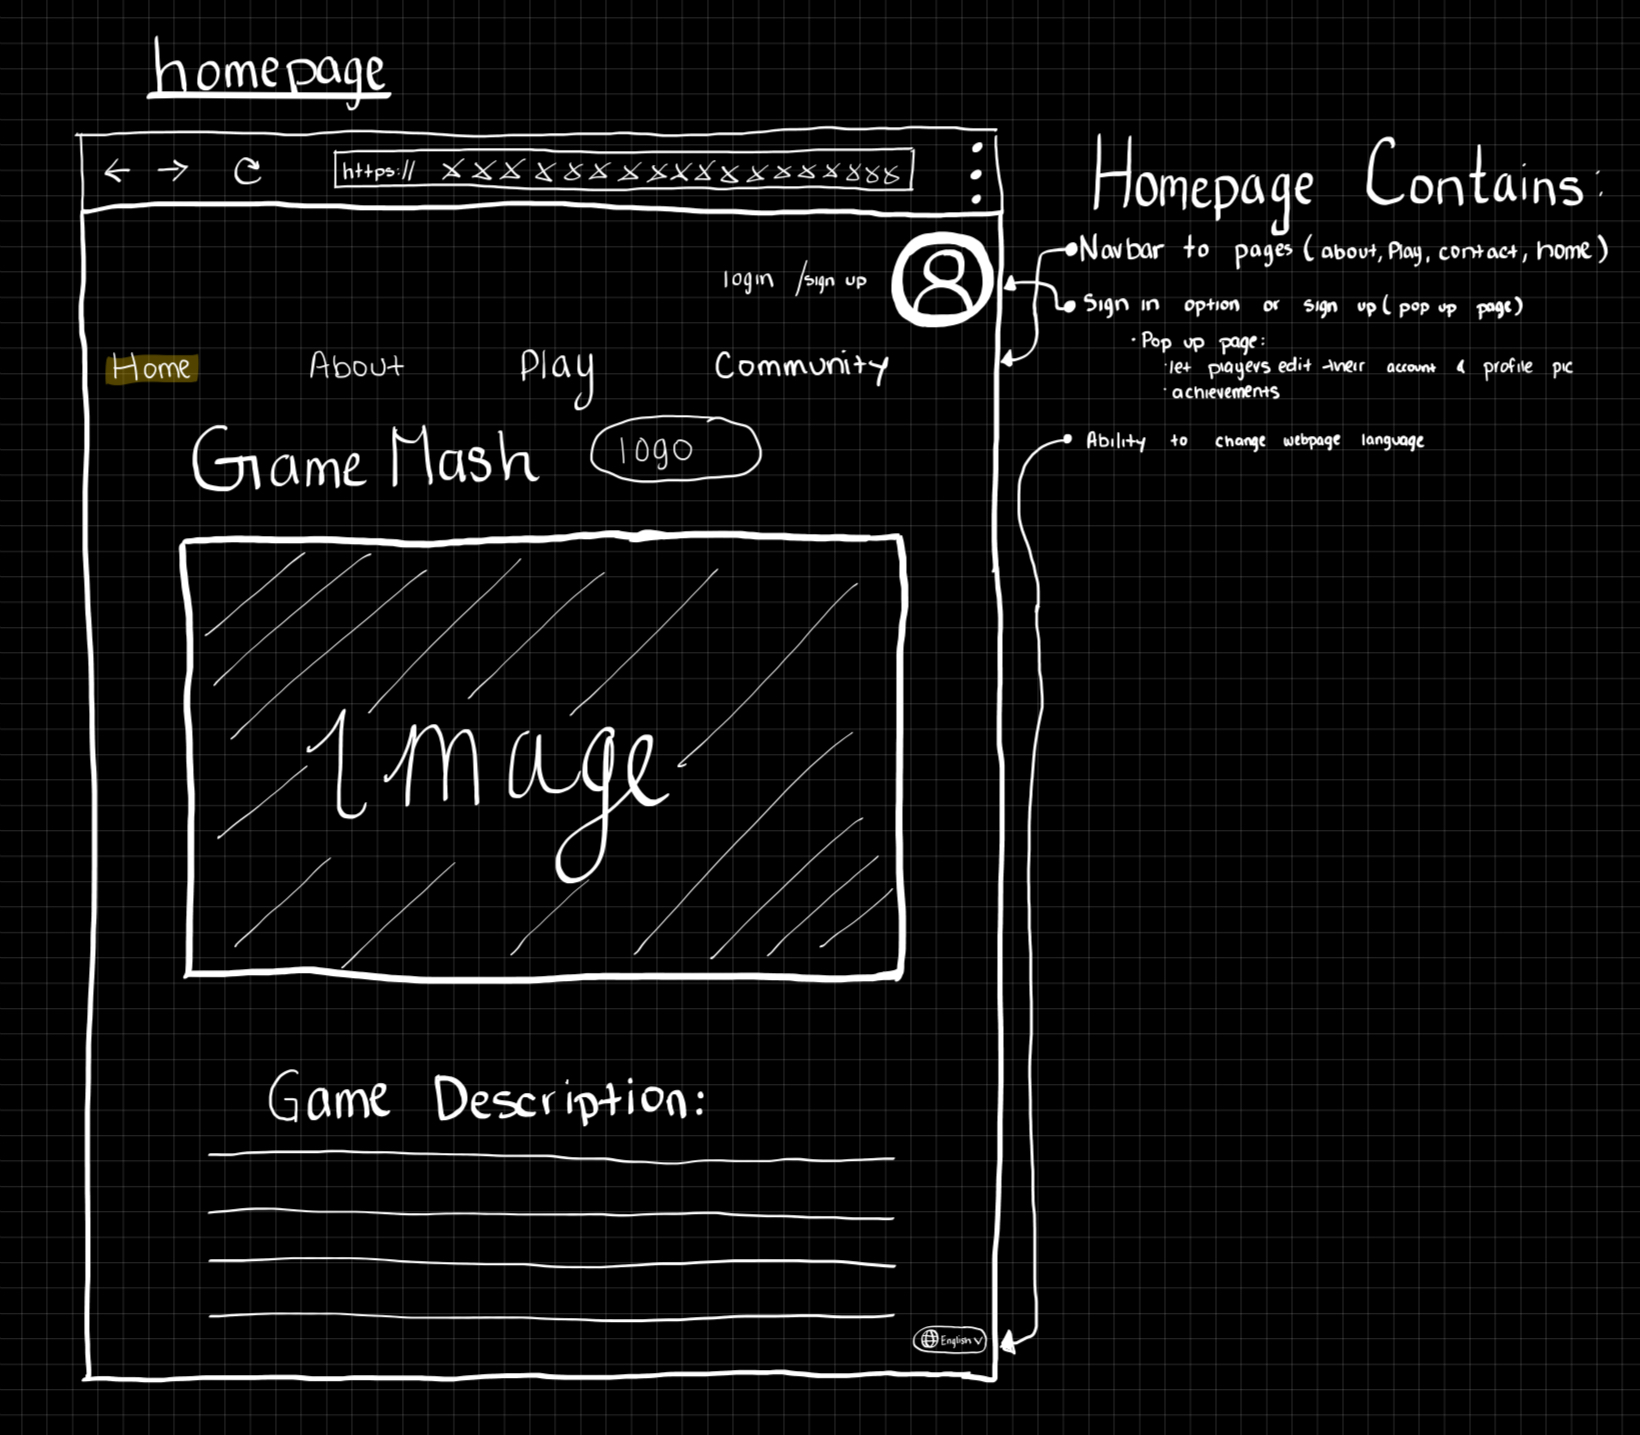 homepage
https:// xxxxxxxxxxxxxxxxxx
login /sign up
Home About Play Community
Game Mash logo
Image
Game Description:
English
Homepage Contains:
Navbar to pages (about, Play, contact, home)
Sign in option or sign up (pop up page)
· Pop up page:
· let players edit their account & profile pic
· achievements
Ability to change webpage language